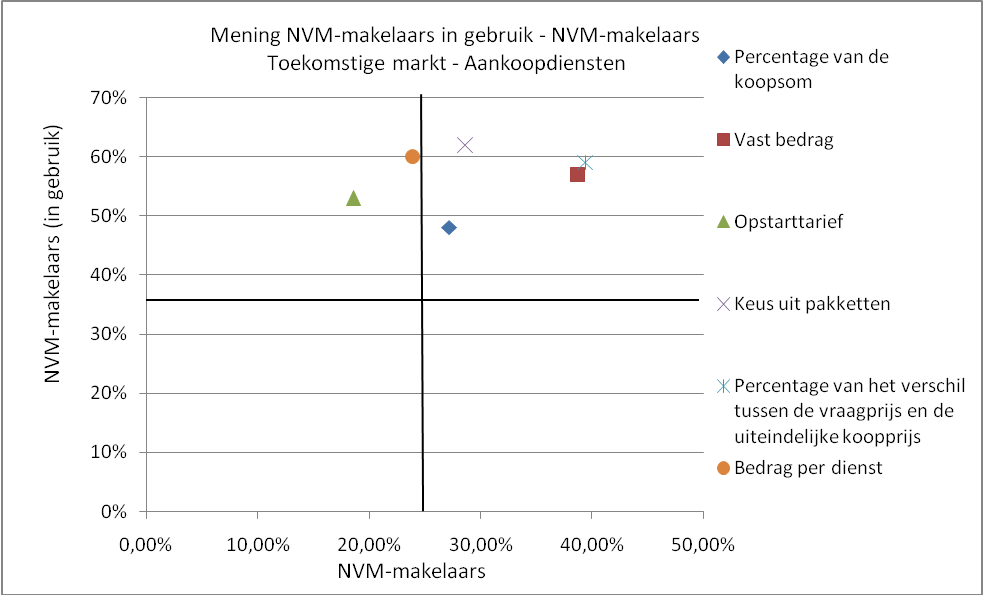 Mening NVM-makelaars in gebruik - NVM-makelaars
Toekomstige markt - Aankoopdiensten
NVM-makelaars (in gebruik)
70%
60%
50%
40%
30%
20%
10%
0%
0,00%
10,00%
20,00%
30,00%
40,00%
50,00%
NVM-makelaars
Percentage van de
koopsom
Vast bedrag
Opstarttarief
Keus uit pakketten
Percentage van het verschil
tussen de vraagprijs en de
uiteindelijke koopprijs
Bedrag per dienst